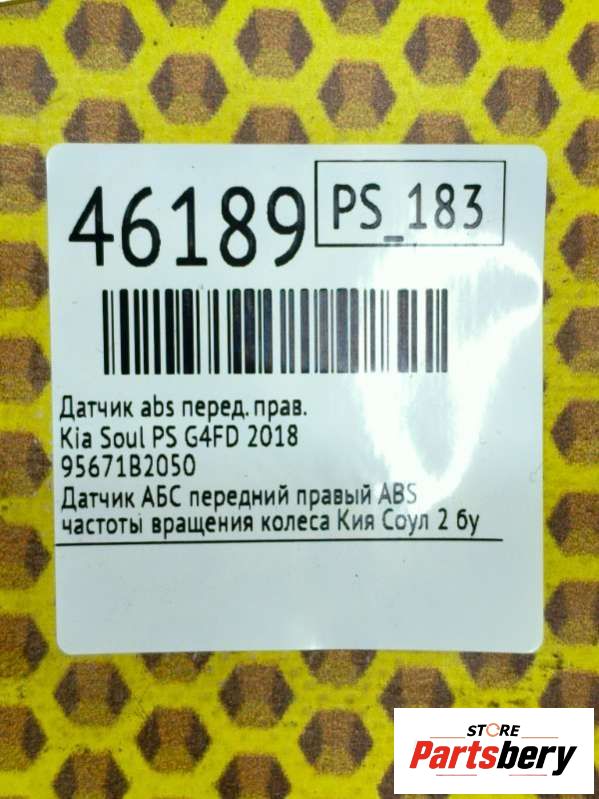 46189 PS_183
Датчик abs перед. прав.
Kia Soul PS G4FD 2018
95671B2050
Датчик АБС передний правый ABS
частоты вращения колеса Кия Соул 2 бу
STORE
Partsbery